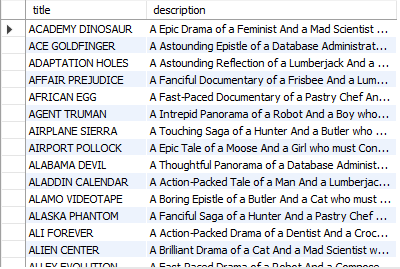 title description
ACADEMY DINOSAUR A Epic Drama of a Feminist And a Mad Scientist ...
ACE GOLDFINGER A Astounding Epistle of a Database Administrat...
ADAPTATION HOLES A Astounding Reflection of a Lumberjack And a ...
AFFAIR PREJUDICE A Fanciful Documentary of a Frisbee And a Lum...
AFRICAN EGG A Fast-Paced Documentary of a Pastry Chef An...
AGENT TRUMAN A Intrepid Panorama of a Robot And a Boy who...
AIRPLANE SIERRA A Touching Saga of a Hunter And a Butler who ...
AIRPORT POLLOCK A Epic Tale of a Moose And a Girl who must Con...
ALABAMA DEVIL A Thoughtful Panorama of a Database Administ...
ALADDIN CALENDAR A Action-Packed Tale of a Man And a Lumberjac...
ALAMO VIDEOTAPE A Boring Epistle of a Butler And a Cat who must ...
ALASKA PHANTOM A Fanciful Saga of a Hunter And a Pastry Chef ...
ALI FOREVER A Action-Packed Drama of a Dentist And a Croc...
ALIEN CENTER A Brilliant Drama of a Cat And a Mad Scientist w...
ALLEY EVOLUTION A Fast-Paced Drama of a Robot And a Compose...